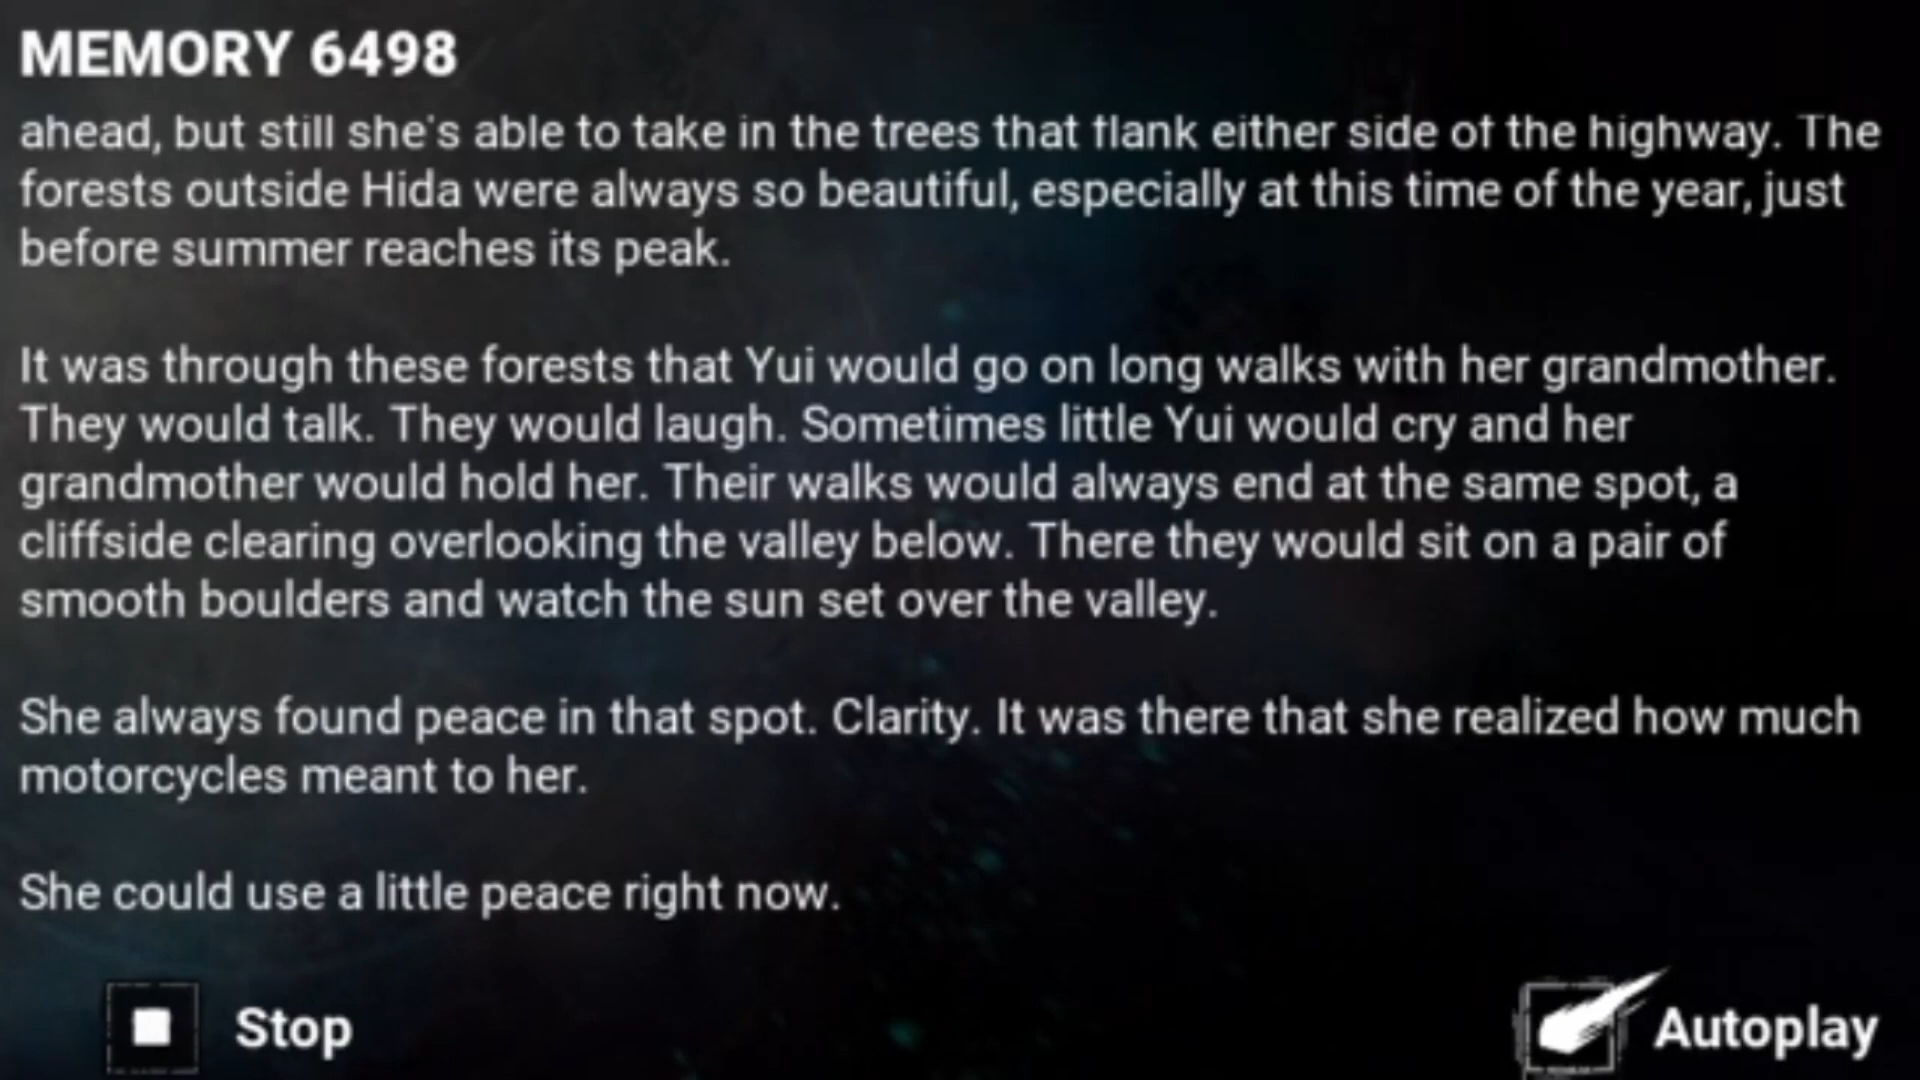 MEMORY 6498
ahead, but still she's able to take in the trees that flank either side of the highway. The
forests outside Hida were always so beautiful, especially at this time of the year, just
before summer reaches its peak.
It was through these forests that Yui would go on long walks with her grandmother.
They would talk. They would laugh. Sometimes little Yui would cry and her
grandmother would hold her. Their walks would always end at the same spot, a
cliffside clearing overlooking the valley below. There they would sit on a pair of
smooth boulders and watch the sun set over the valley.
She always found peace in that spot. Clarity. It was there that she realized how much
motorcycles meant to her.
She could use a little peace right now.
Stop
Autoplay